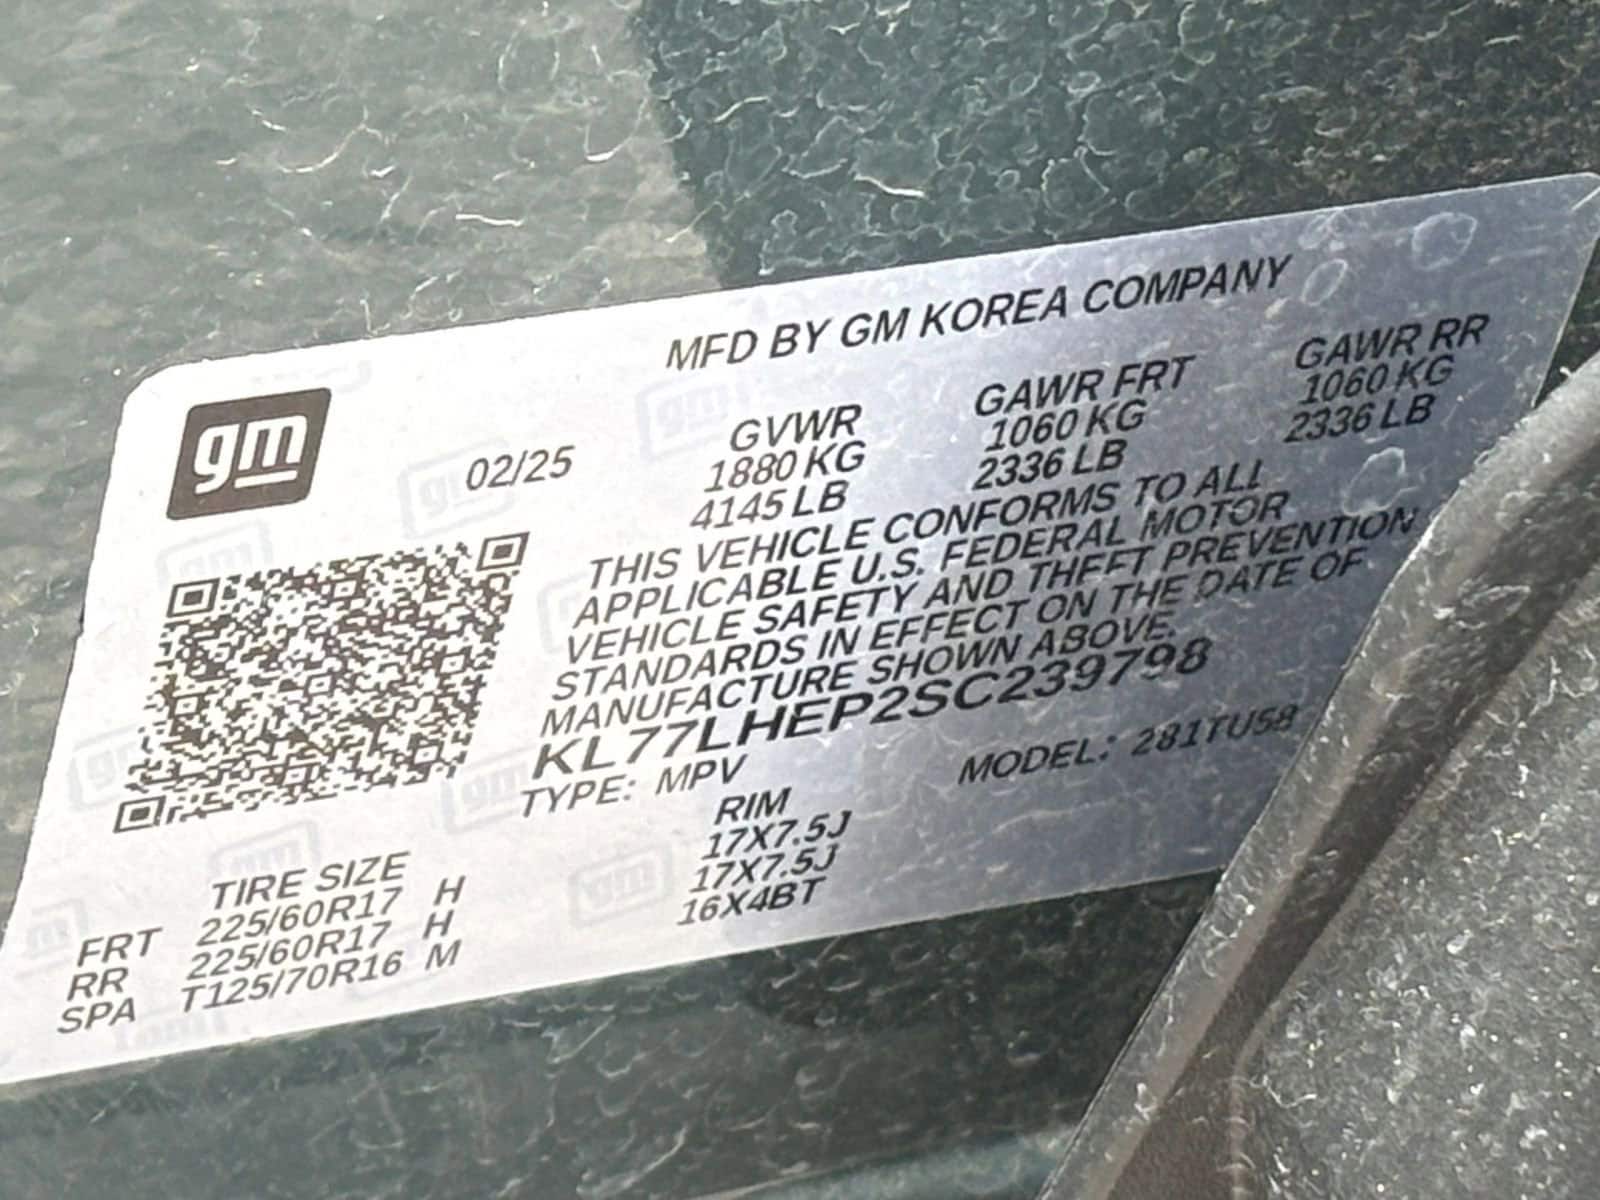 MFD BY GM KOREA COMPANY
gm
02/25
GVWR GAWR FRT GAWR RR
1880 KG 1060 KG 1060 KG
4145 LB 2336 LB 2336 LB
THIS VEHICLE CONFORMS TO ALL
APPLICABLE U.S. FEDERAL MOTOR
VEHICLE SAFETY AND THEFT PREVENTION
STANDARDS IN EFFECT ON THE DATE OF
MANUFACTURE SHOWN ABOVE.
KL77LHEP2SC239798
TYPE: MPV MODEL: 281TU58
TIRE SIZE RIM
FRT 225/60R17 H 17X7.5J
RR 225/60R17 H 17X7.5J
SPA T125/70R16 M 16X4BT